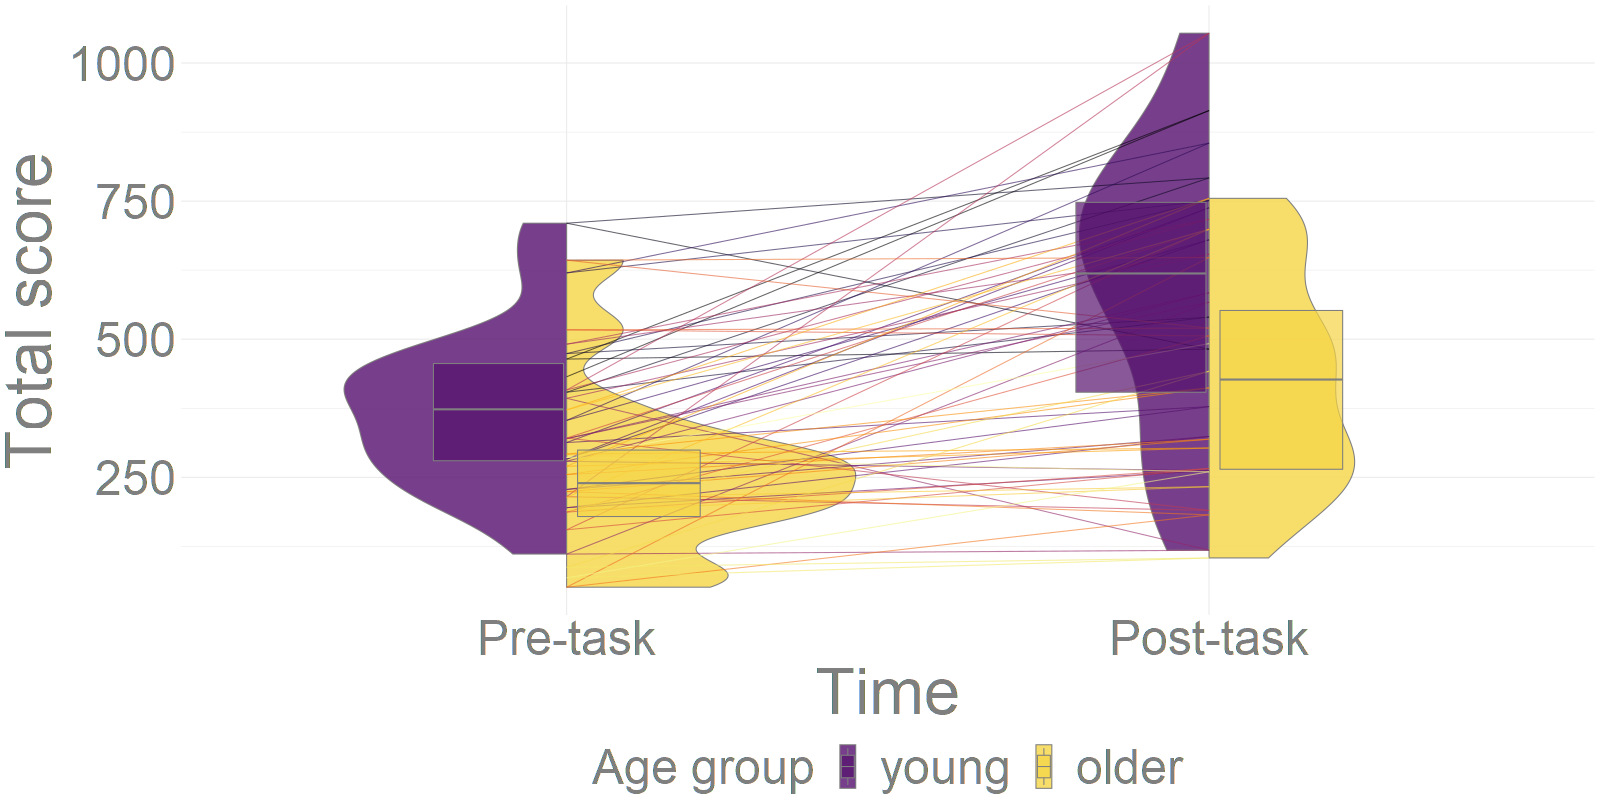 Total score
1000
750
500
250
Pre-task
Post-task
Time
Age group young older